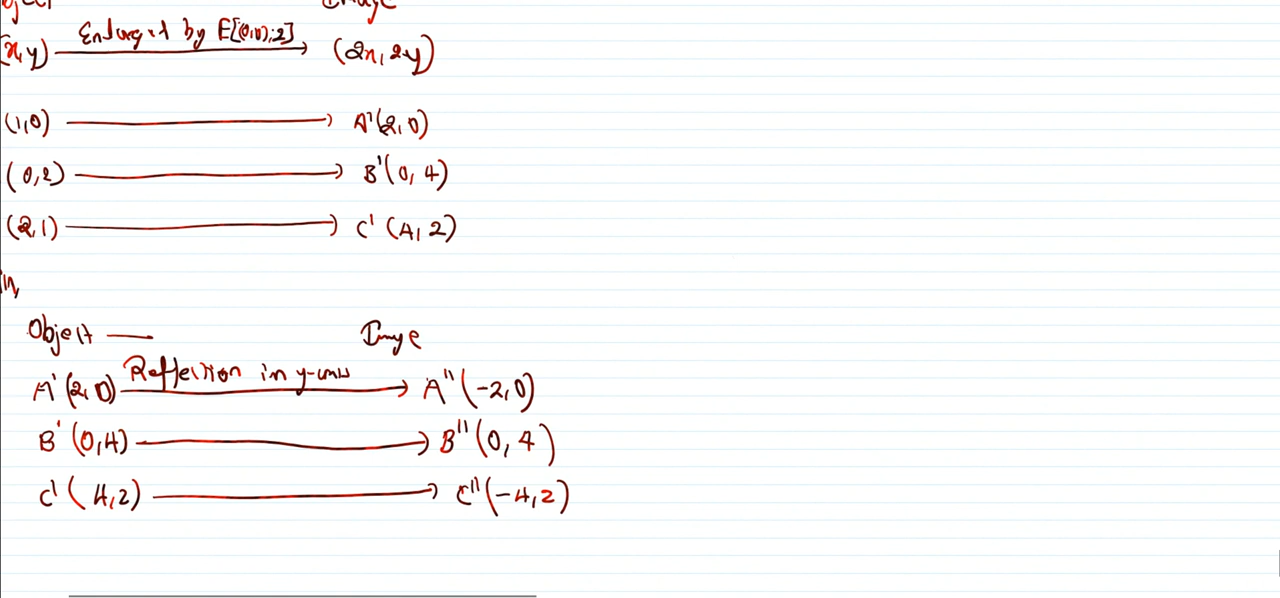 Image
(x,y) Enlarged by E[(0,0);2] (2x, 2y)
(1,0) A'(2,0)
(0,2) B'(0,4)
(2,1) C'(4,2)
Object Image
A'(2,0) Reflection in y-axis A''(-2,0)
B'(0,4) B''(0,4)
C'(4,2) C''(-4,2)